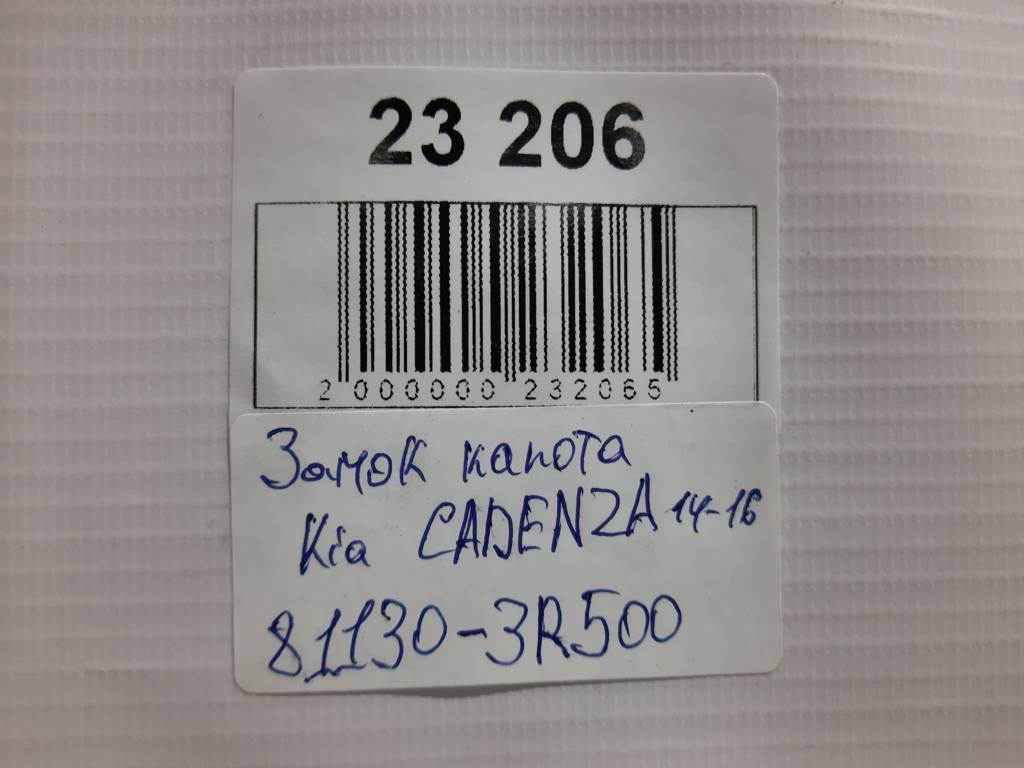 23 206
2 000000 232065
Замок капота
Kia CADENZA 14-16
81130-3R500